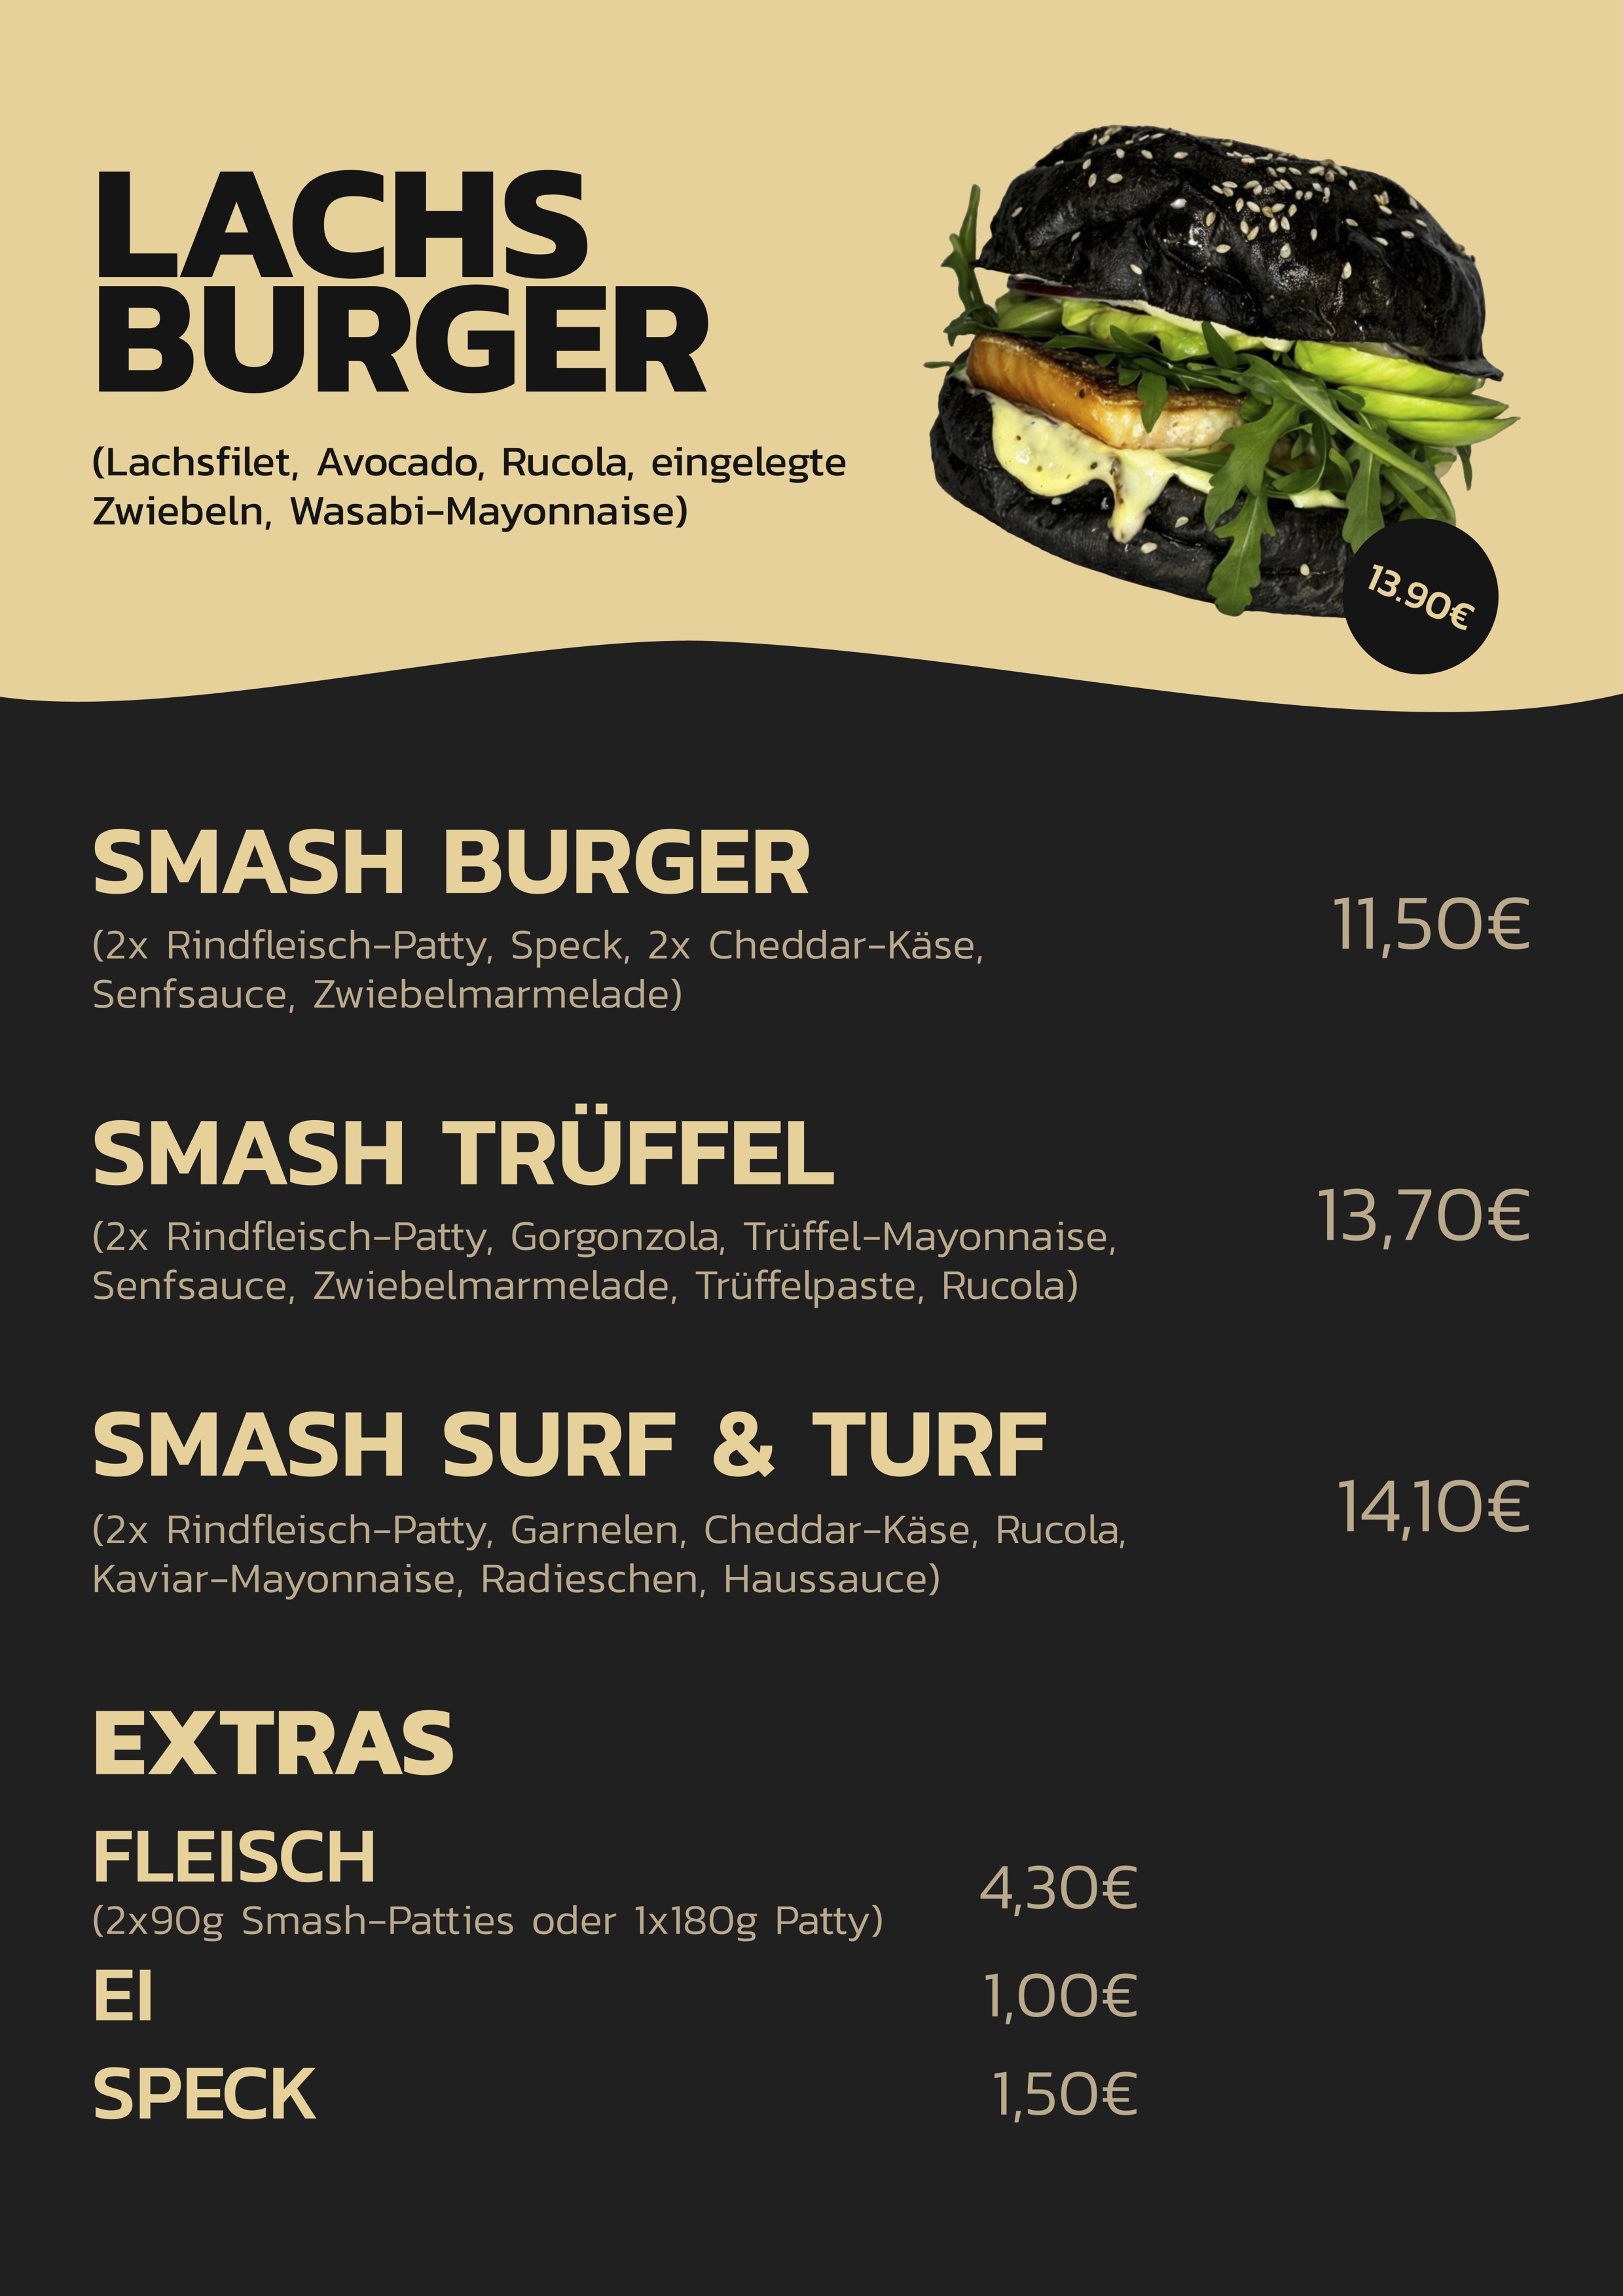 LACHS
BURGER
(Lachsfilet, Avocado, Rucola, eingelegte
Zwiebeln, Wasabi-Mayonnaise)
13.90€
SMASH BURGER
(2x Rindfleisch-Patty, Speck, 2x Cheddar-Käse,
Senfsauce, Zwiebelmarmelade)
11,50€
SMASH TRÜFFEL
(2x Rindfleisch-Patty, Gorgonzola, Trüffel-Mayonnaise,
Senfsauce, Zwiebelmarmelade, Trüffelpaste, Rucola)
13,70€
SMASH SURF & TURF
(2x Rindfleisch-Patty, Garnelen, Cheddar-Käse, Rucola,
Kaviar-Mayonnaise, Radieschen, Haussauce)
14,10€
EXTRAS
FLEISCH
(2x90g Smash-Patties oder 1x180g Patty)
4,30€
EI
1,00€
SPECK
1,50€